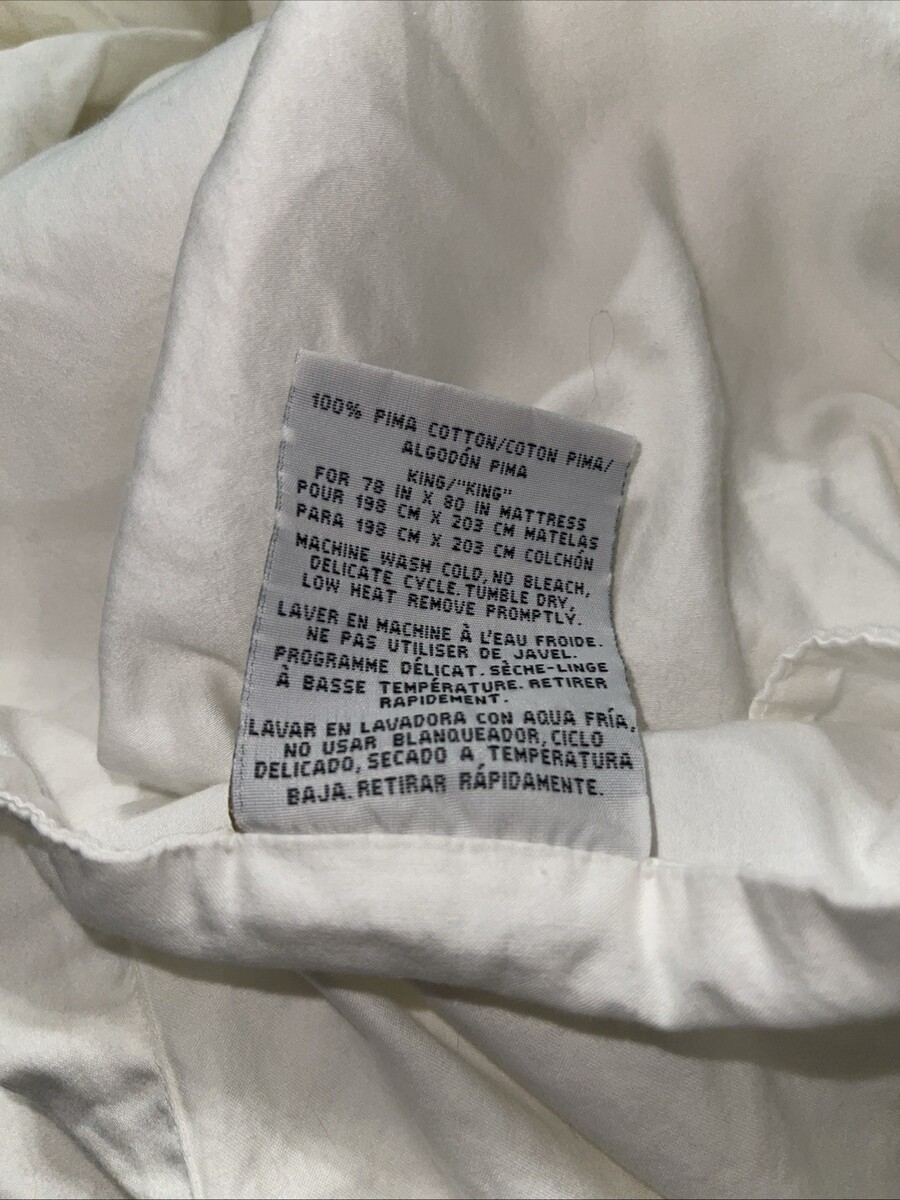 100% PIMA COTTON/COTON PIMA/
ALGODÓN PIMA
KING/"KING"
FOR 78 IN X 80 IN MATTRESS
POUR 198 CM X 203 CM MATELAS
PARA 198 CM X 203 CM COLCHÓN
MACHINE WASH COLD, NO BLEACH,
DELICATE CYCLE. TUMBLE DRY,
LOW HEAT REMOVE PROMPTLY.
LAVER EN MACHINE À L'EAU FROIDE.
NE PAS UTILISER DE JAVEL.
PROGRAMME DÉLICAT. SÈCHE-LINGE
À BASSE TEMPÉRATURE. RETIRER
RAPIDEMENT.
LAVAR EN LAVADORA CON AQUA FRÍA,
NO USAR BLANQUEADOR, CICLO
DELICADO, SECADO A TEMPERATURA
BAJA. RETIRAR RÁPIDAMENTE.